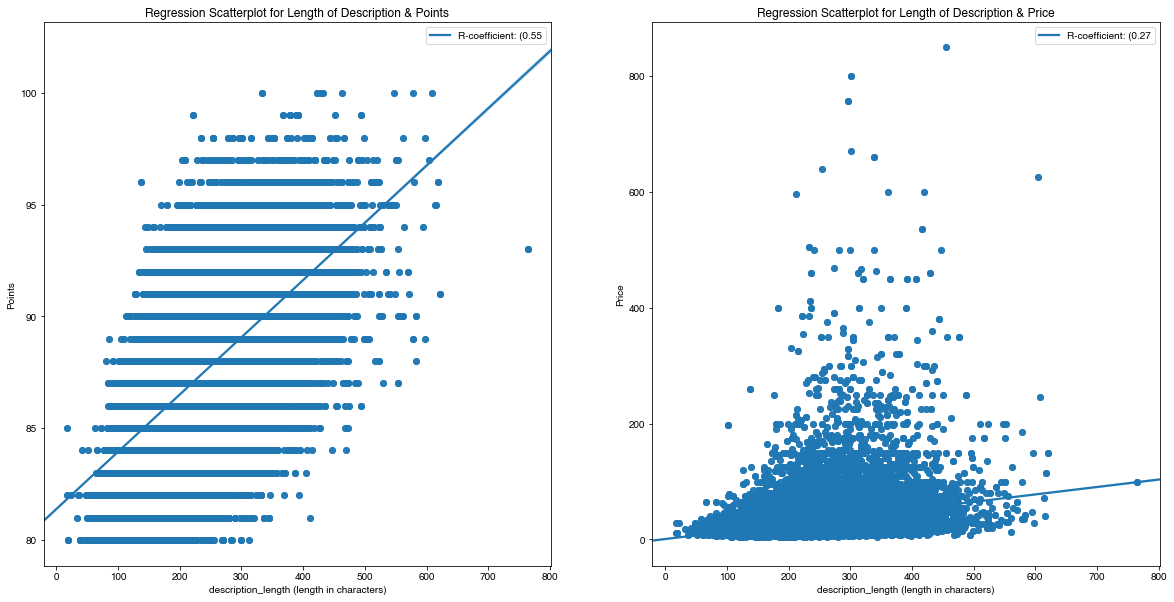 Regression Scatterplot for Length of Description & Points
R-coefficient: (0.55
100
95
90
85
80
Points
0 100 200 300 400 500 600 700 800
description_length (length in characters)
Regression Scatterplot for Length of Description & Price
R-coefficient: (0.27
800
600
400
200
0
Price
0 100 200 300 400 500 600 700 800
description_length (length in characters)